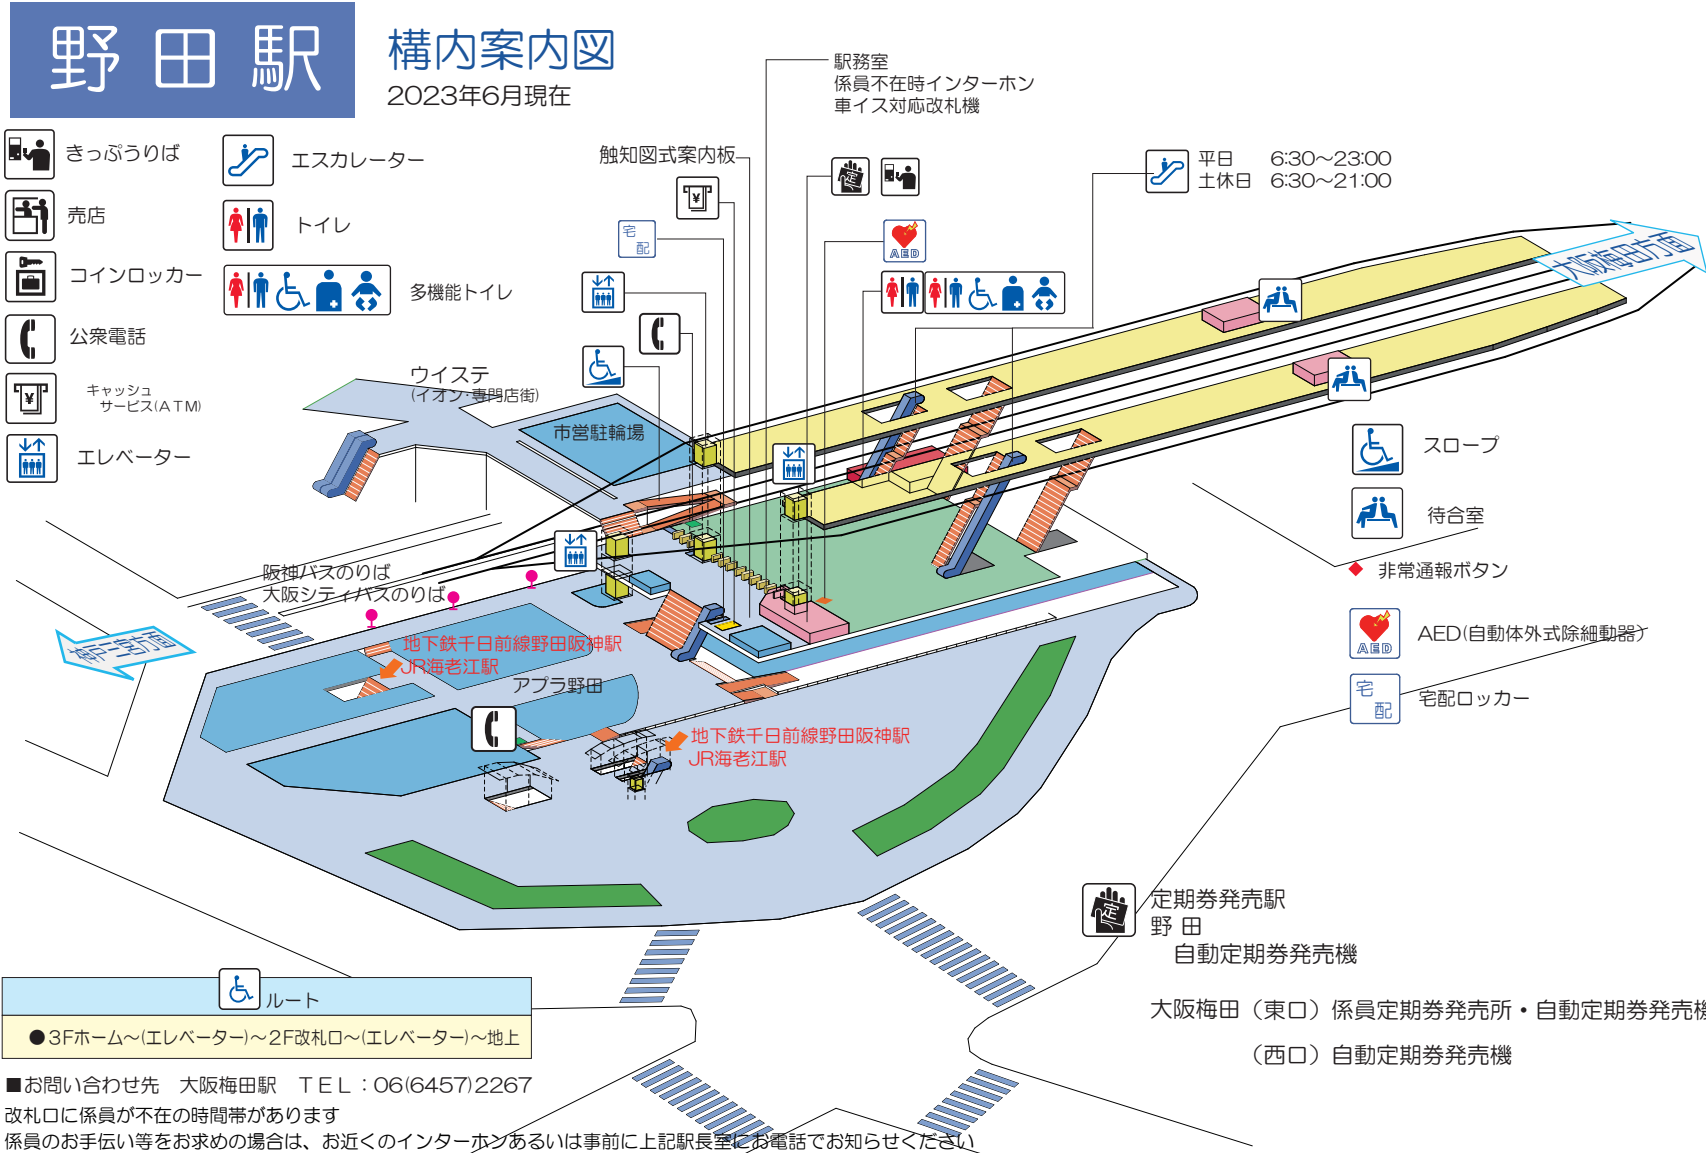 野田駅
構内案内図
2023年6月現在
きっぷうりば
売店
コインロッカー
公衆電話
キャッシュ
サービス(ATM)
エレベーター
エスカレーター
トイレ
多機能トイレ
駅務室
係員不在時インターホン
車イス対応改札機
触知図式案内板
宅
配
定
AED
平日 6:30〜23:00
土休日 6:30〜21:00
大阪梅田方面
ウイステ
(イオン・専門店街)
市営駐輪場
阪神バスのりば
大阪シティバスのりば
地下鉄千日前線野田阪神駅
JR海老江駅
アプラ野田
地下鉄千日前線野田阪神駅
JR海老江駅
スロープ
待合室
非常通報ボタン
AED
AED(自動体外式除細動器)
宅
配
宅配ロッカー
定
定期券発売駅
野 田
自動定期券発売機
大阪梅田（東口）係員定期券発売所・自動定期券発売機
（西口）自動定期券発売機
ルート
●3Fホーム〜(エレベーター)〜2F改札口〜(エレベーター)〜地上
■お問い合わせ先 大阪梅田駅 TEL：06(6457)2267
改札口に係員が不在の時間帯があります
係員のお手伝い等をお求めの場合は、お近くのインターホンあるいは事前に上記駅長室にお電話でお知らせください